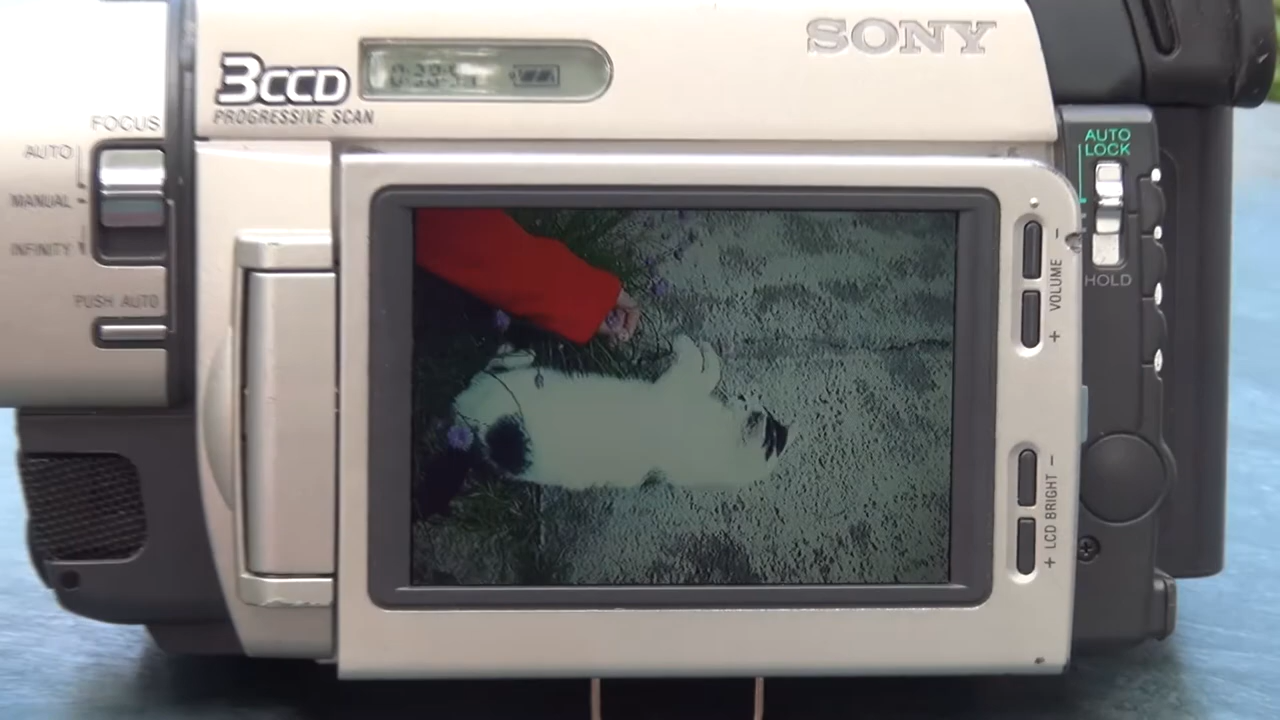 SONY
3CCD
PROGRESSIVE SCAN
FOCUS
AUTO
MANUAL
INFINITY
PUSH AUTO
AUTO
LOCK
HOLD
- VOLUME +
+ LCD BRIGHT -